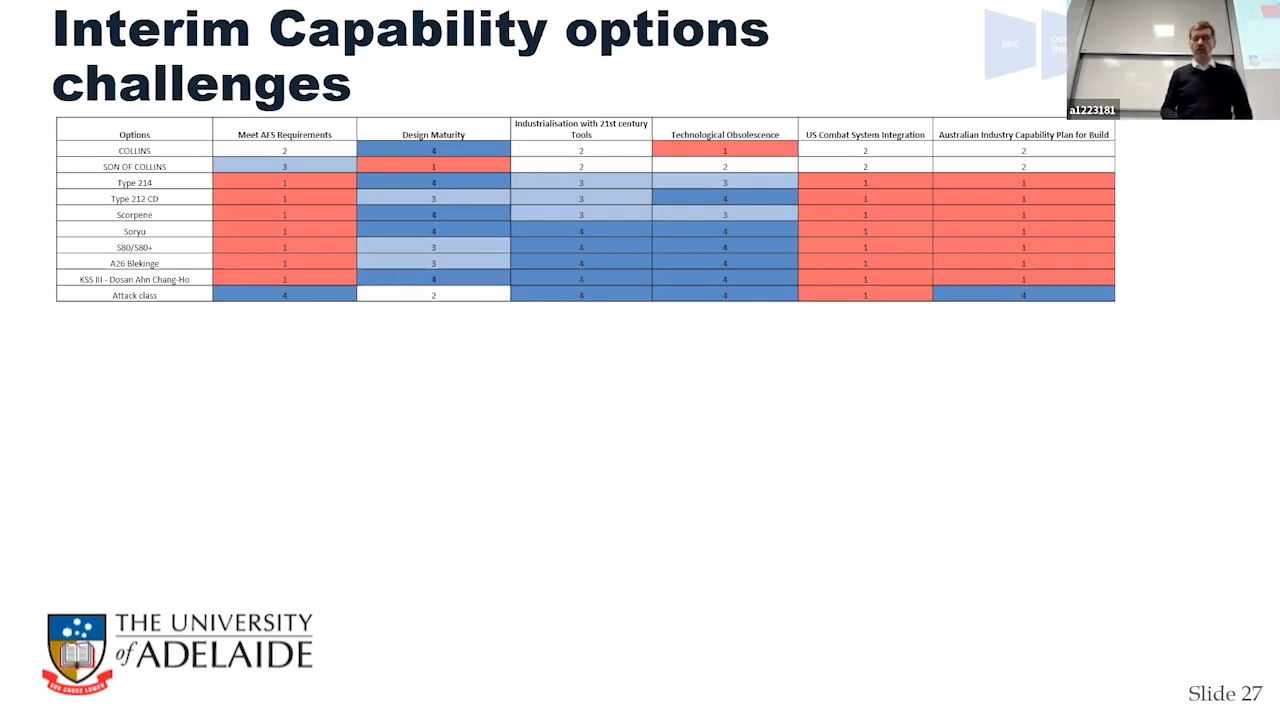 Interim Capability options
challenges
a1223181
Options Meet AFS Requirements Design Maturity Industrialisation with 21st century Tools Technological Obsolescence US Combat System Integration Australian Industry Capability Plan for Build
COLLINS 2 4 2 1 2 2
SON OF COLLINS 3 1 2 2 2 2
Type 214 1 4 3 3 1 1
Type 212 CD 1 3 3 4 1 1
Scorpene 1 4 3 3 1 1
Soryu 1 4 4 4 1 1
S80/S80+ 1 3 4 4 1 1
A26 Blekinge 1 3 4 4 1 1
KSS III - Dosan Ahn Chang-Ho 1 4 4 4 1 1
Attack class 4 2 4 4 1 4
THE UNIVERSITY
of ADELAIDE
SUB CRUCE LUMEN
Slide 27